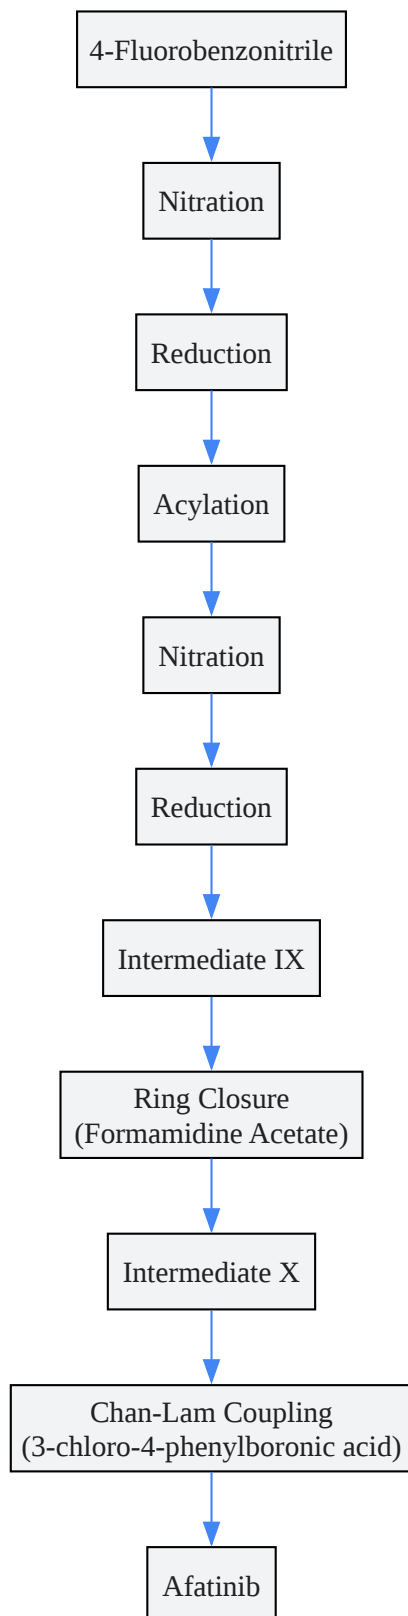 4-Fluorobenzonitrile
Nitration
Reduction
Acylation
Nitration
Reduction
Intermediate IX
Ring Closure
(Formamidine Acetate)
Intermediate X
Chan-Lam Coupling
(3-chloro-4-phenylboronic acid)
Afatinib